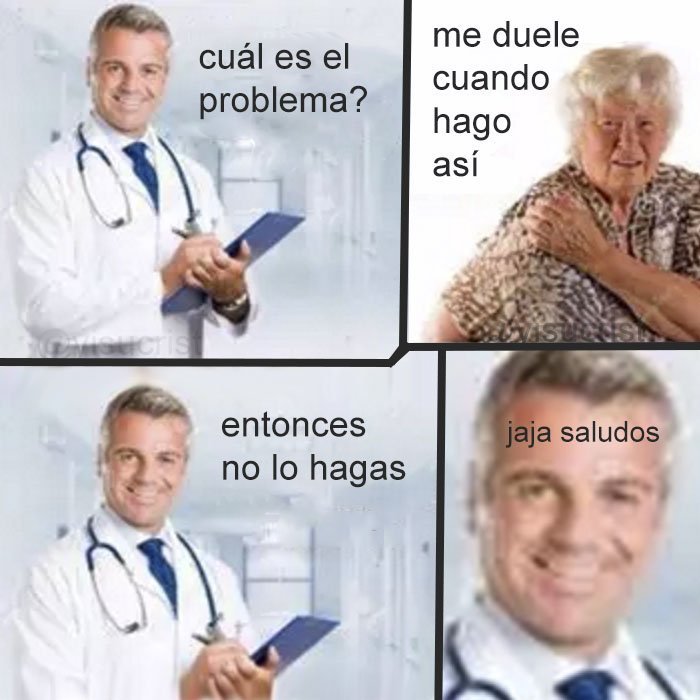 cuál es el
problema?
me duele
cuando
hago
así
entonces
no lo hagas
jaja saludos